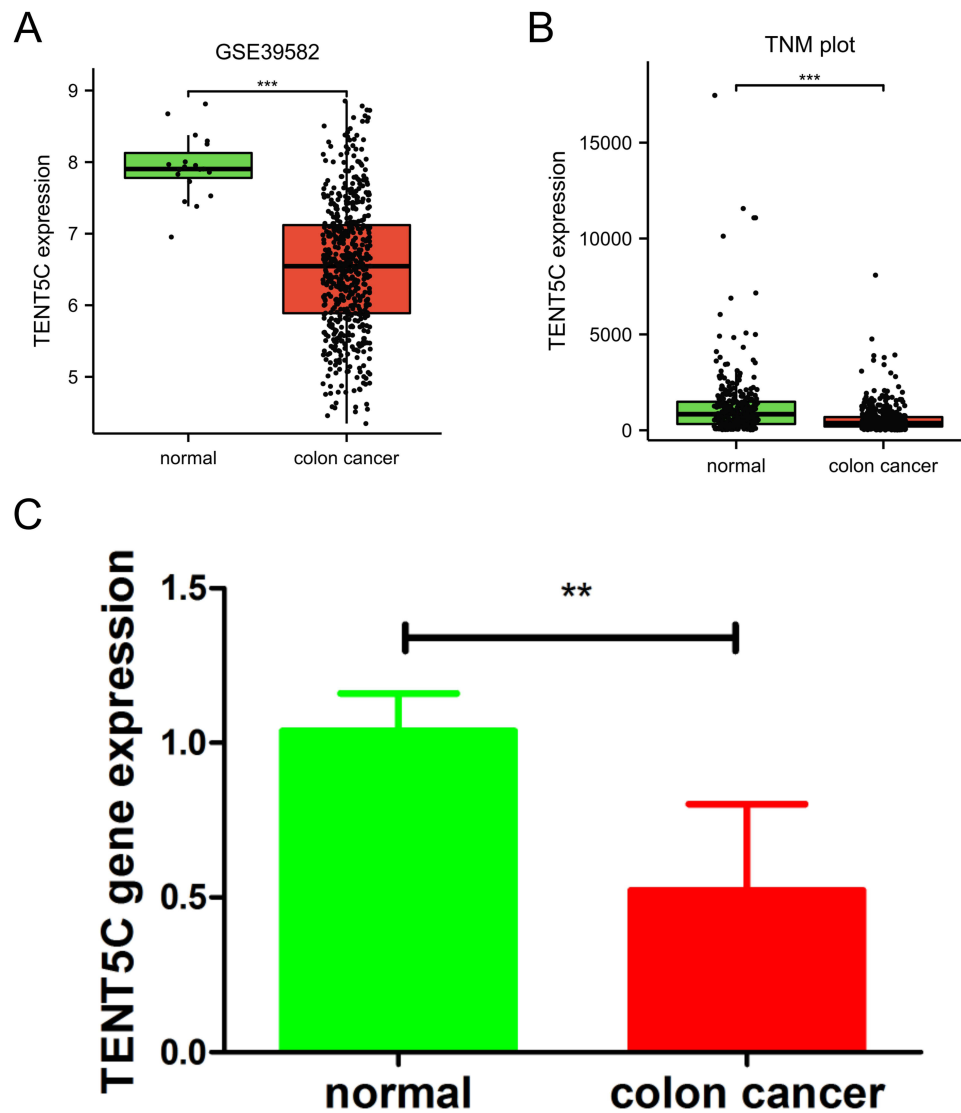 A
GSE39582
***
9
8
7
6
5
TENT5C expression
normal
colon cancer
B
TNM plot
***
15000
10000
5000
0
TENT5C expression
normal
colon cancer
C
**
1.5
1.0
0.5
0.0
TENT5C gene expression
normal
colon cancer